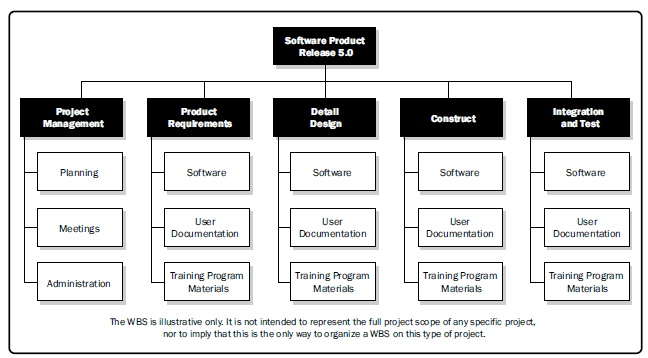 Software Product
Release 5.0
Project
Management
Product
Requirements
Detail
Design
Construct
Integration
and Test
Planning
Software
Software
Software
Software
Meetings
User
Documentation
User
Documentation
User
Documentation
User
Documentation
Administration
Training Program
Materials
Training Program
Materials
Training Program
Materials
Training Program
Materials
The WBS is illustrative only. It is not intended to represent the full project scope of any specific project,
nor to imply that this is the only way to organize a WBS on this type of project.